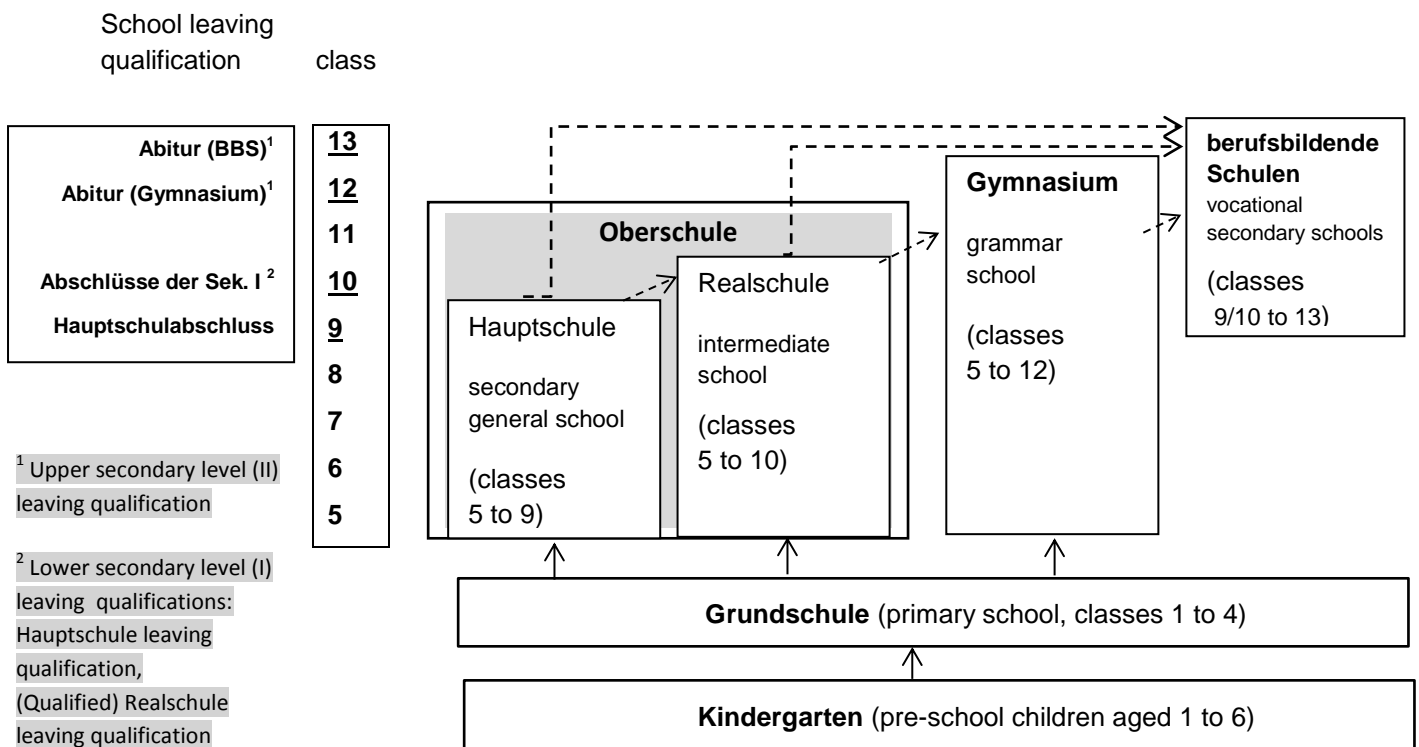 School leaving
qualification class
Abitur (BBS)1
Abitur (Gymnasium)1
Abschlüsse der Sek. I 2
Hauptschulabschluss
13
12
11
10
9
8
7
6
5
1 Upper secondary level (II)
leaving qualification
2 Lower secondary level (I)
leaving qualifications:
Hauptschule leaving
qualification,
(Qualified) Realschule
leaving qualification
Oberschule
Hauptschule
secondary
general school
(classes
5 to 9)
Realschule
intermediate
school
(classes
5 to 10)
Gymnasium
grammar
school
(classes
5 to 12)
berufsbildende
Schulen
vocational
secondary schools
(classes
9/10 to 13)
Grundschule (primary school, classes 1 to 4)
Kindergarten (pre-school children aged 1 to 6)